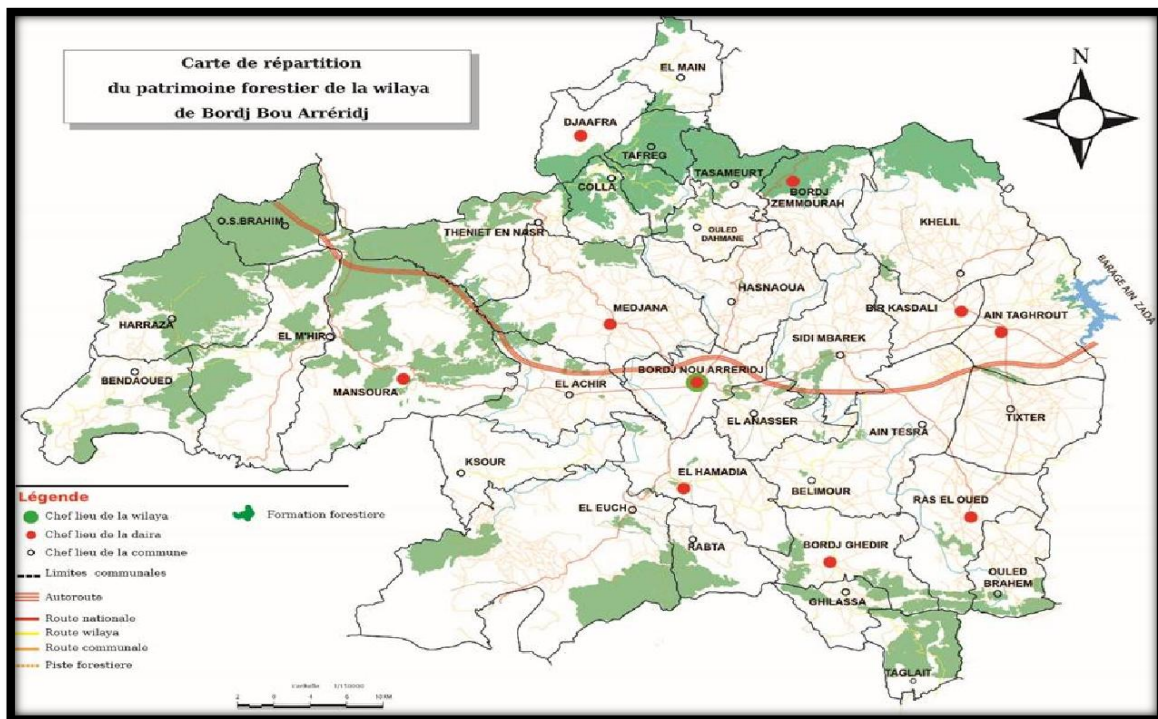 Carte de répartition
du patrimoine forestier de la wilaya
de Bordj Bou Arréridj
N
EL MAIN
DJAAFRA
TAFREG
COLLA
TASAMEURT
BORDJ
ZEMMOURAH
O.S.BRAHIM
THENIET EN NASR
OULED
DAHMANE
KHELIL
BARAGE AIN ZADA
HASNAOUA
MEDJANA
BIR KASDALI
AIN TAGHROUT
HARRAZA
EL M'HIR
SIDI MBAREK
BENDAOUED
MANSOURA
EL ACHIR
BORDJ NOU ARRERIDJ
EL ANASSER
AIN TESRA
TIXTER
KSOUR
EL HAMADIA
BELIMOUR
RAS EL OUED
EL EUCH
RABTA
BORDJ GHEDIR
OULED
BRAHEM
GHILASSA
TAGLAIT
Légende
Chef lieu de la wilaya
Formation forestiere
Chef lieu de la daira
Chef lieu de la commune
Limites communales
Autoroute
Route nationale
Route wilaya
Route communale
Piste forestiere
2 0 4 6 10 KM